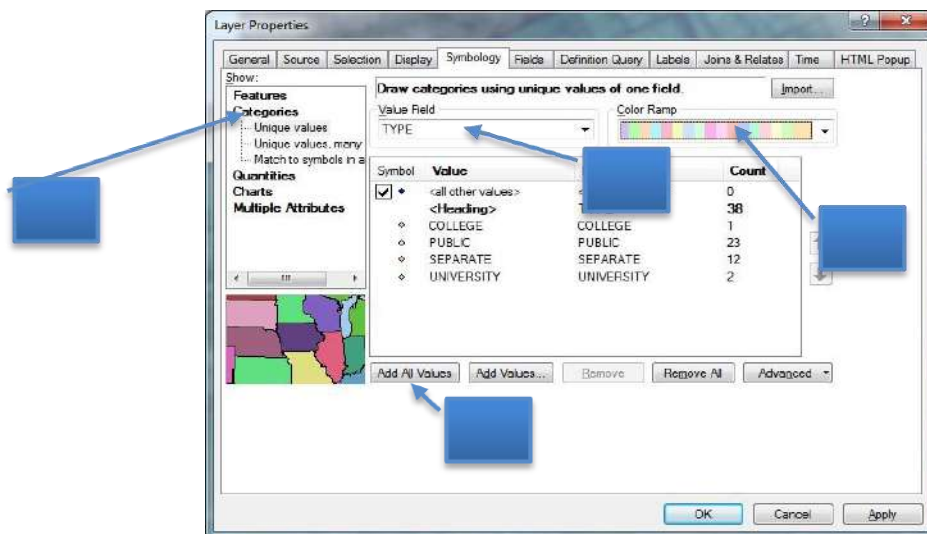 Layer Properties
General Source Selection Display Symbology Fields Definition Query Labels Joins & Relates Time HTML Popup
Show:
Features
Categories
Unique values
Unique values, many
Match to symbols in a
Quantities
Charts
Multiple Attributes
Draw categories using unique values of one field.
Import...
Value Field
TYPE
Color Ramp
Symbol Value Count
<all other values> 0
<Heading> 38
COLLEGE COLLEGE 1
PUBLIC PUBLIC 23
SEPARATE SEPARATE 12
UNIVERSITY UNIVERSITY 2
Add All Values Add Values... Remove Remove All Advanced
OK Cancel Apply